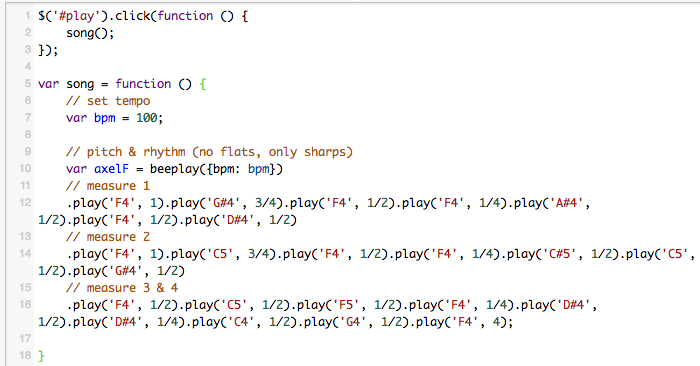 1 $('#play').click(function () {
2 song();
3 });
4
5 var song = function () {
6 // set tempo
7 var bpm = 100;
8
9 // pitch & rhythm (no flats, only sharps)
10 var axelF = beeplay({bpm: bpm})
11 // measure 1
12 .play('F4', 1).play('G#4', 3/4).play('F4', 1/2).play('F4', 1/4).play('A#4',
1/2).play('F4', 1/2).play('D#4', 1/2)
13 // measure 2
14 .play('F4', 1).play('C5', 3/4).play('F4', 1/2).play('F4', 1/4).play('C#5', 1/2).play('C5',
1/2).play('G#4', 1/2)
15 // measure 3 & 4
16 .play('F4', 1/2).play('C5', 1/2).play('F5', 1/2).play('F4', 1/4).play('D#4',
1/2).play('D#4', 1/4).play('C4', 1/2).play('G4', 1/2).play('F4', 4);
17
18 }